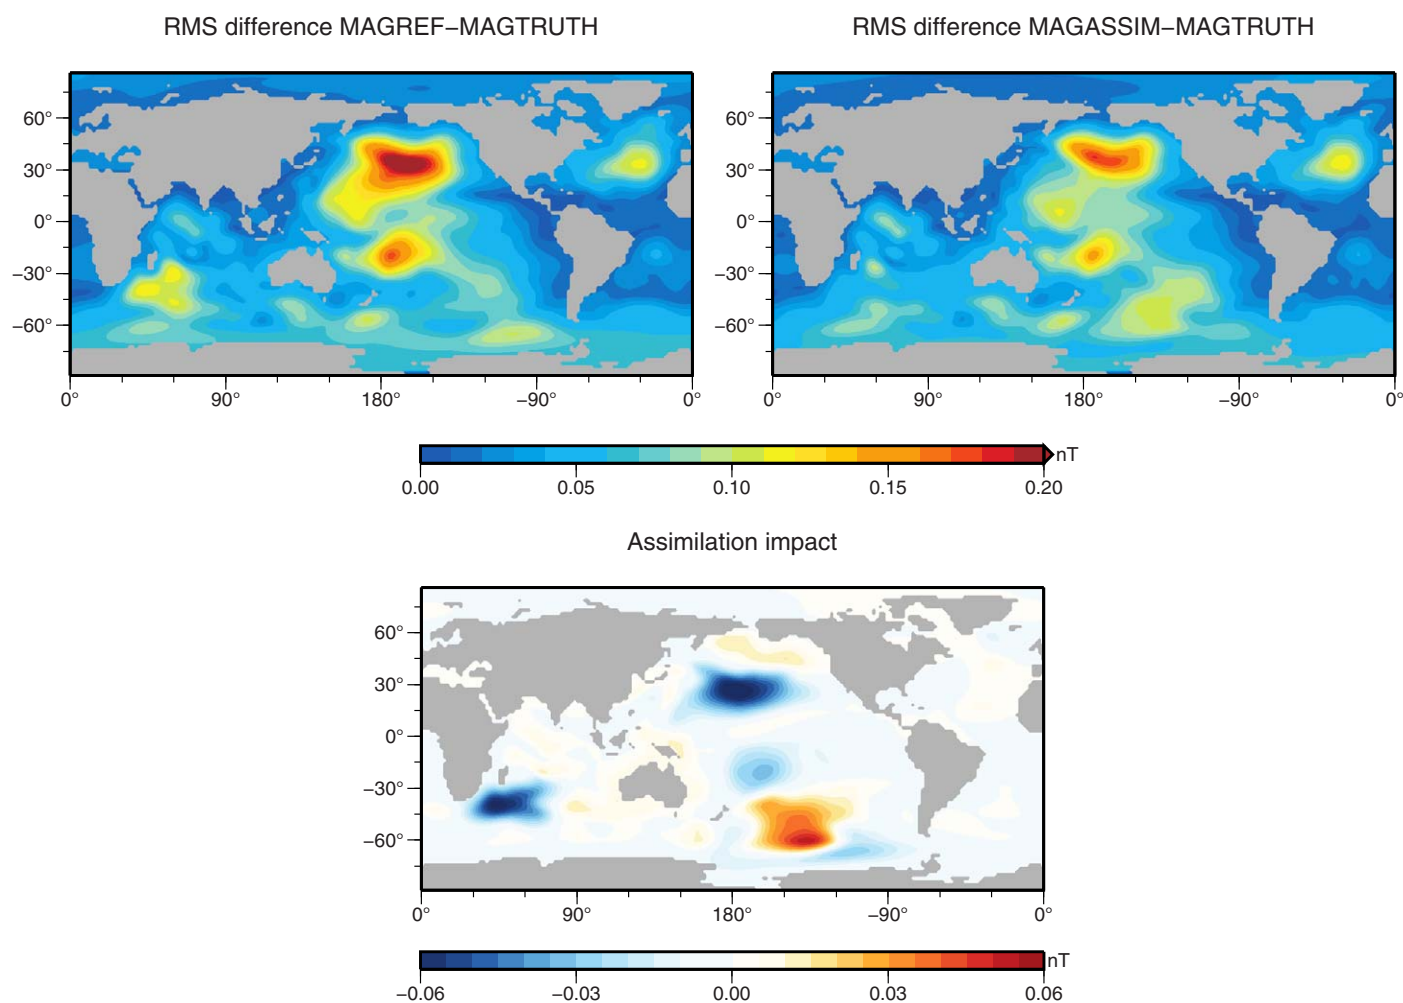 RMS difference MAGREF−MAGTRUTH
RMS difference MAGASSIM−MAGTRUTH
60°
30°
0°
−30°
−60°
0° 90° 180° −90° 0°
60°
30°
0°
−30°
−60°
0° 90° 180° −90° 0°
nT
0.00 0.05 0.10 0.15 0.20
Assimilation impact
60°
30°
0°
−30°
−60°
0° 90° 180° −90° 0°
nT
−0.06 −0.03 0.00 0.03 0.06